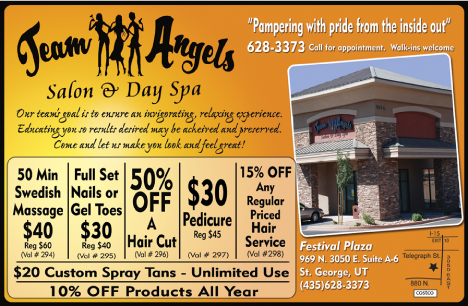 Team Angels
Salon & Day Spa
Our team's goal is to ensure an invigorating, relaxing experience.
Educating you so results desired may be acheived and preserved.
Come and let us make you look and feel great!
"Pampering with pride from the inside out"
628-3373 Call for appointment. Walk-ins welcome
50 Min
Swedish
Massage
$40
Reg $60
(Val # 294)
Full Set
Nails or
Gel Toes
$30
Reg $40
(Val # 295)
50%
OFF
A
Hair Cut
(Val # 296)
$30
Pedicure
Reg $45
(Val # 297)
15% OFF
Any
Regular
Priced
Hair
Service
(Val #298)
$20 Custom Spray Tans - Unlimited Use
10% OFF Products All Year
Team Angels
Festival Plaza
969 N. 3050 E. Suite A-6
St. George, UT
(435)628-3373
I-15
EXIT 10
Telegraph St.
880 N.
COSTCO